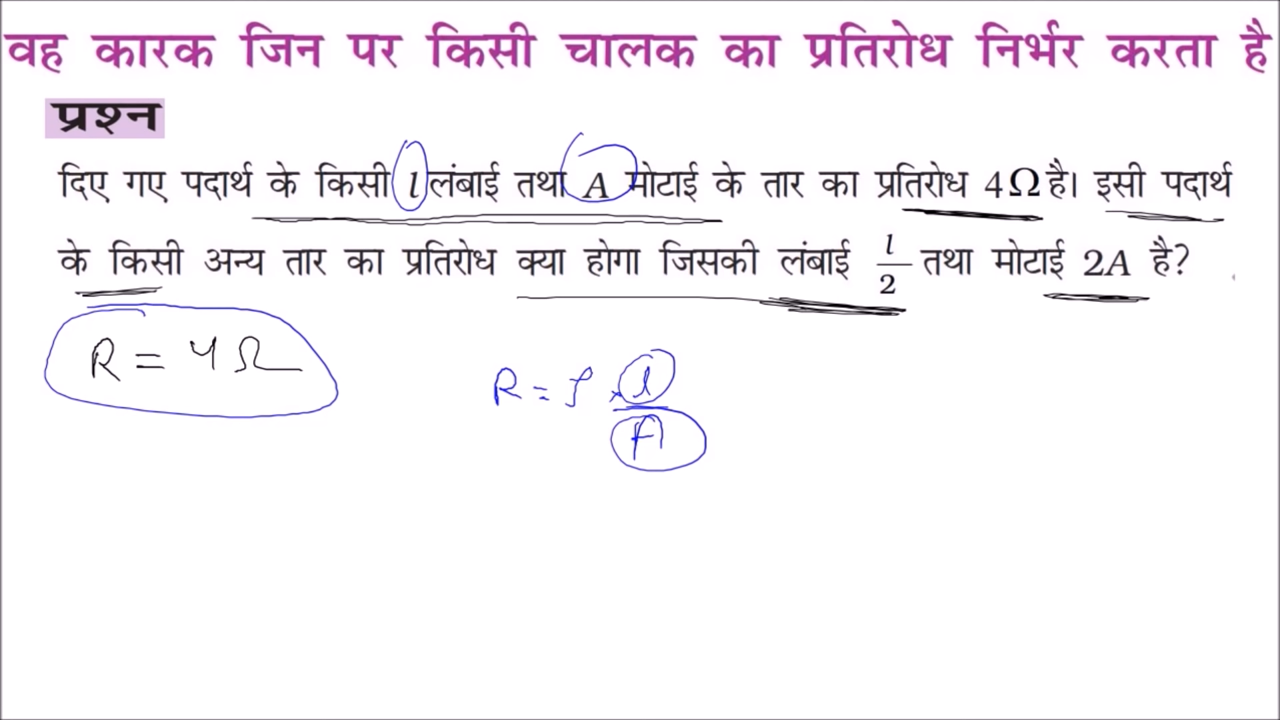 वह कारक जिन पर किसी चालक का प्रतिरोध निर्भर करता है
प्रश्न
दिए गए पदार्थ के किसी l लंबाई तथा A मोटाई के तार का प्रतिरोध 4Ω है। इसी पदार्थ
के किसी अन्य तार का प्रतिरोध क्या होगा जिसकी लंबाई l/2 तथा मोटाई 2A है?
R = 4Ω
R = ρ × l/A